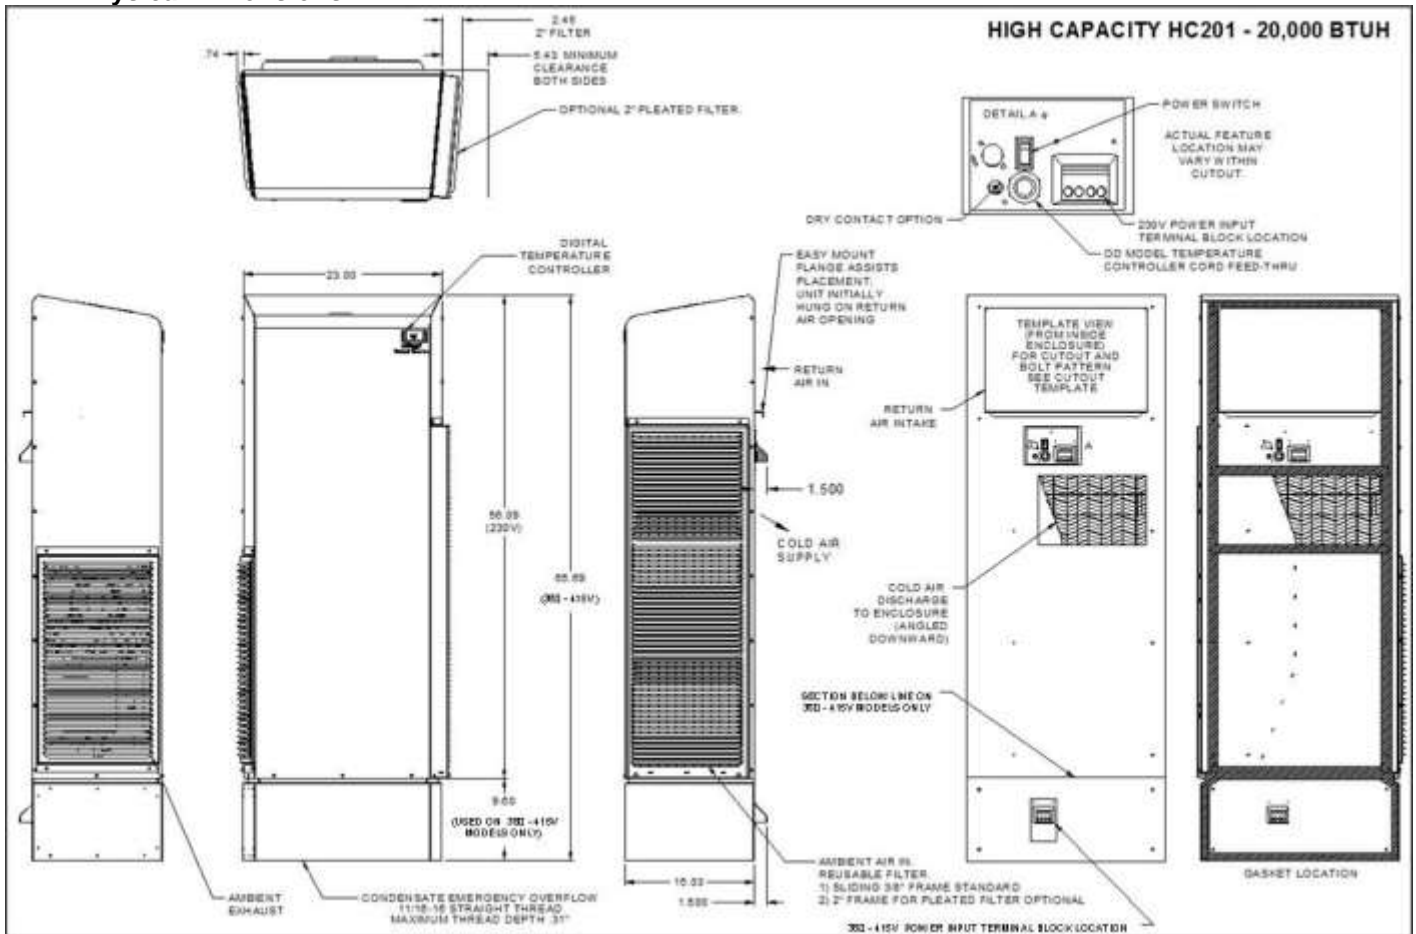 HIGH CAPACITY HC201 - 20,000 BTUH
2.46
2" FILTER
.74
5.43 MINIMUM
CLEARANCE
BOTH SIDES
OPTIONAL 2" PLEATED FILTER.
DETAIL A
POWER SWITCH
ACTUAL FEATURE
LOCATION MAY
VARY WITHIN
CUTOUT.
DRY CONTACT OPTION
230V POWER INPUT
TERMINAL BLOCK LOCATION
DD MODEL TEMPERATURE
CONTROLLER CORD FEED-THRU
DIGITAL
TEMPERATURE
CONTROLLER
23.00
EASY MOUNT
FLANGE ASSISTS
PLACEMENT.
UNIT INITIALLY
HUNG ON RETURN
AIR OPENING
RETURN
AIR IN
TEMPLATE VIEW
(FROM INSIDE
ENCLOSURE)
FOR CUTOUT AND
BOLT PATTERN
SEE CUTOUT
TEMPLATE
RETURN
AIR INTAKE
A
1.500
(230V)
COLD AIR
SUPPLY
COLD AIR
DISCHARGE
TO ENCLOSURE
(ANGLED
DOWNWARD)
SECTION BELOW LINE ON
MODELS ONLY
9.60
(USED ON
MODELS ONLY)
AMBIENT
EXHAUST
CONDENSATE EMERGENCY OVERFLOW
11/16-16 STRAIGHT THREAD
MAXIMUM THREAD DEPTH .31"
AMBIENT AIR IN.
REUSABLE FILTER.
1) SLIDING 3/8" FRAME STANDARD
2) 2" FRAME FOR PLEATED FILTER OPTIONAL
1.500
POWER INPUT TERMINAL BLOCK LOCATION
GASKET LOCATION